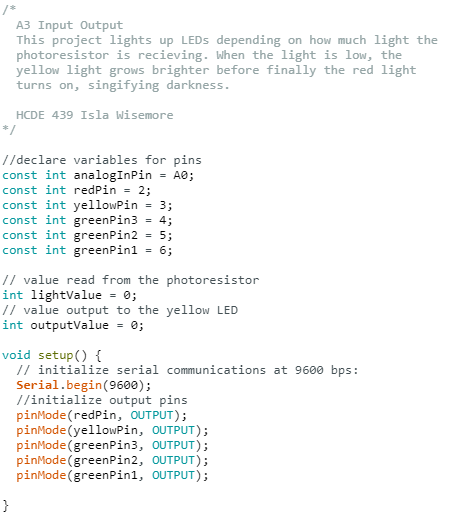 /*
  A3 Input Output
  This project lights up LEDs depending on how much light the
  photoresistor is recieving. When the light is low, the
  yellow light grows brighter before finally the red light
  turns on, singifying darkness.

  HCDE 439 Isla Wisemore
*/

//declare variables for pins
const int analogInPin = A0;
const int redPin = 2;
const int yellowPin = 3;
const int greenPin3 = 4;
const int greenPin2 = 5;
const int greenPin1 = 6;

// value read from the photoresistor
int lightValue = 0;
// value output to the yellow LED
int outputValue = 0;

void setup() {
  // initialize serial communications at 9600 bps:
  Serial.begin(9600);
  //initialize output pins
  pinMode(redPin, OUTPUT);
  pinMode(yellowPin, OUTPUT);
  pinMode(greenPin3, OUTPUT);
  pinMode(greenPin2, OUTPUT);
  pinMode(greenPin1, OUTPUT);

}